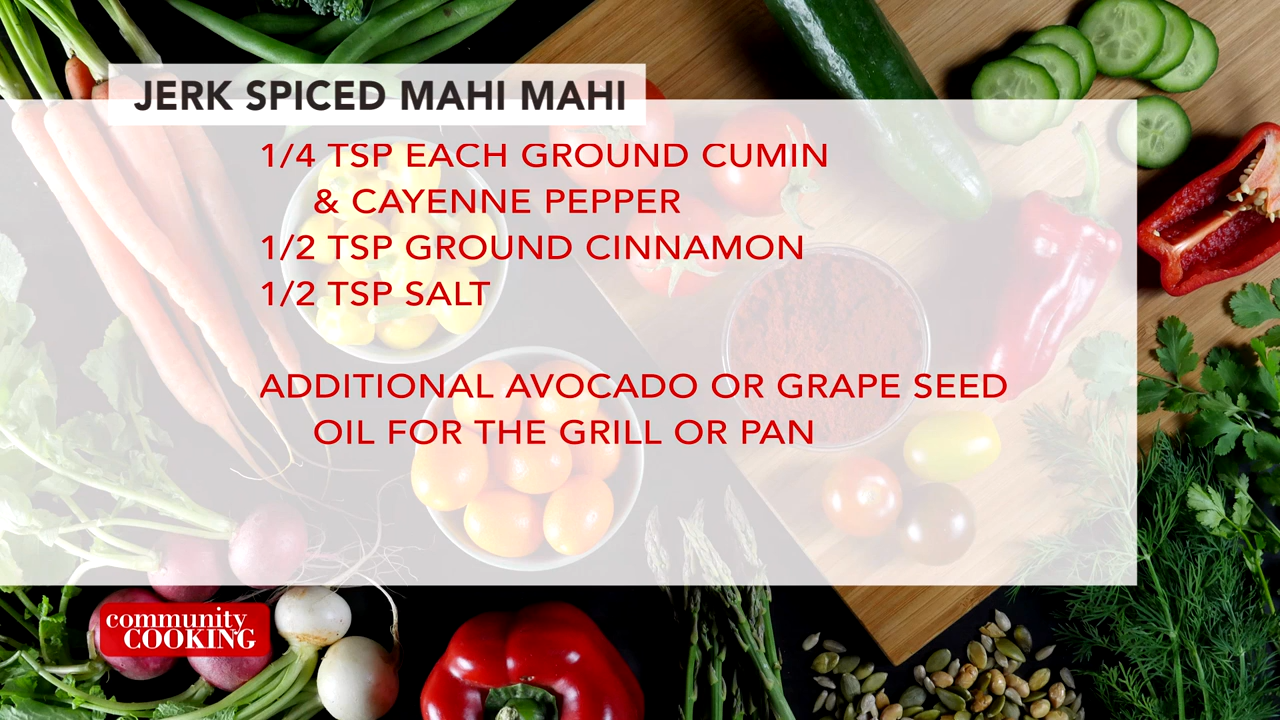 JERK SPICED MAHI MAHI
1/4 TSP EACH GROUND CUMIN
& CAYENNE PEPPER
1/2 TSP GROUND CINNAMON
1/2 TSP SALT
ADDITIONAL AVOCADO OR GRAPE SEED
OIL FOR THE GRILL OR PAN
community
COOKING